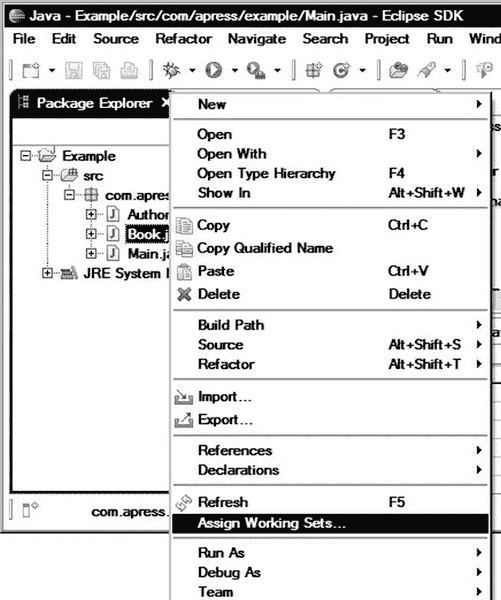 Java - Example/src/com/apress/example/Main.java - Eclipse SDK
File Edit Source Refactor Navigate Search Project Run Wind
Package Explorer
New
Open F3
Open With
Open Type Hierarchy F4
Show In Alt+Shift+W
Copy Ctrl+C
Copy Qualified Name
Paste Ctrl+V
Delete Delete
Build Path
Source Alt+Shift+S
Refactor Alt+Shift+T
Import...
Export...
References
Declarations
Refresh F5
Assign Working Sets...
Run As
Debug As
Team
Example
src
com.apres
Author
Book.j
Main.ja
JRE System
com.apress.